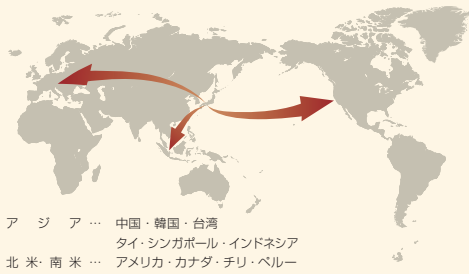 アジア… 中国・韓国・台湾
タイ・シンガポール・インドネシア
北米・南米… アメリカ・カナダ・チリ・ペルー